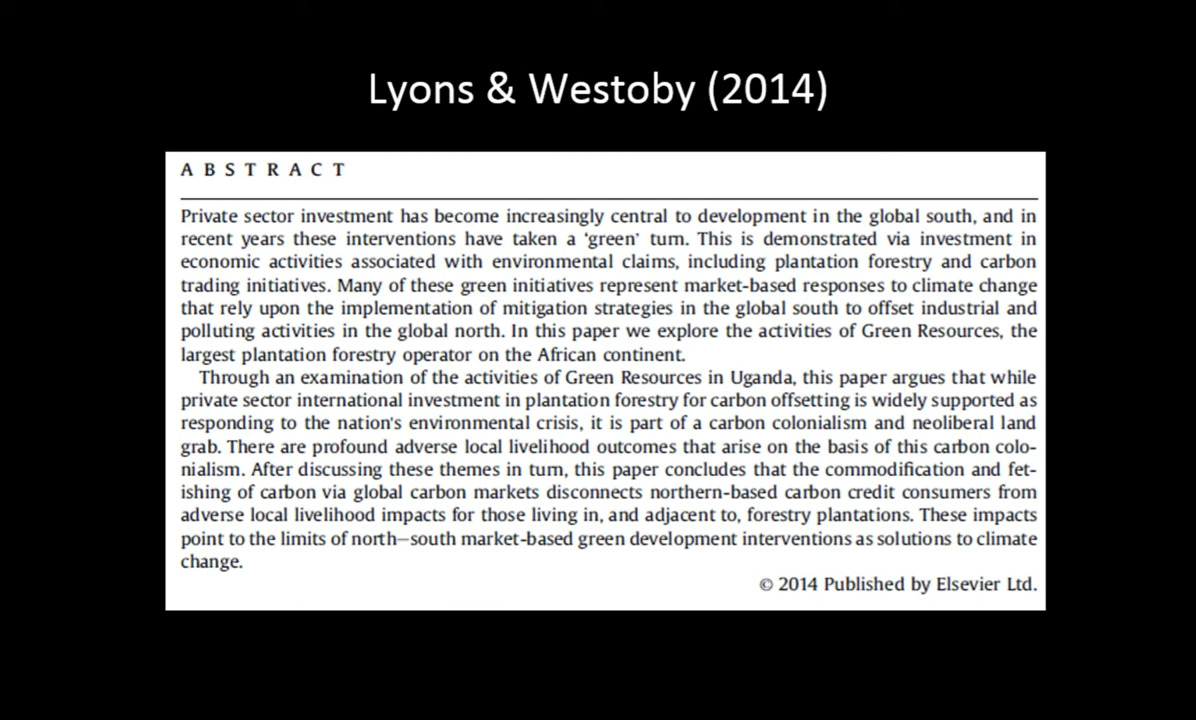 Lyons & Westoby (2014)
A B S T R A C T
Private sector investment has become increasingly central to development in the global south, and in
recent years these interventions have taken a ‘green’ turn. This is demonstrated via investment in
economic activities associated with environmental claims, including plantation forestry and carbon
trading initiatives. Many of these green initiatives represent market-based responses to climate change
that rely upon the implementation of mitigation strategies in the global south to offset industrial and
polluting activities in the global north. In this paper we explore the activities of Green Resources, the
largest plantation forestry operator on the African continent.
Through an examination of the activities of Green Resources in Uganda, this paper argues that while
private sector international investment in plantation forestry for carbon offsetting is widely supported as
responding to the nation's environmental crisis, it is part of a carbon colonialism and neoliberal land
grab. There are profound adverse local livelihood outcomes that arise on the basis of this carbon colo-
nialism. After discussing these themes in turn, this paper concludes that the commodification and fet-
ishing of carbon via global carbon markets disconnects northern-based carbon credit consumers from
adverse local livelihood impacts for those living in, and adjacent to, forestry plantations. These impacts
point to the limits of north–south market-based green development interventions as solutions to climate
change.
© 2014 Published by Elsevier Ltd.